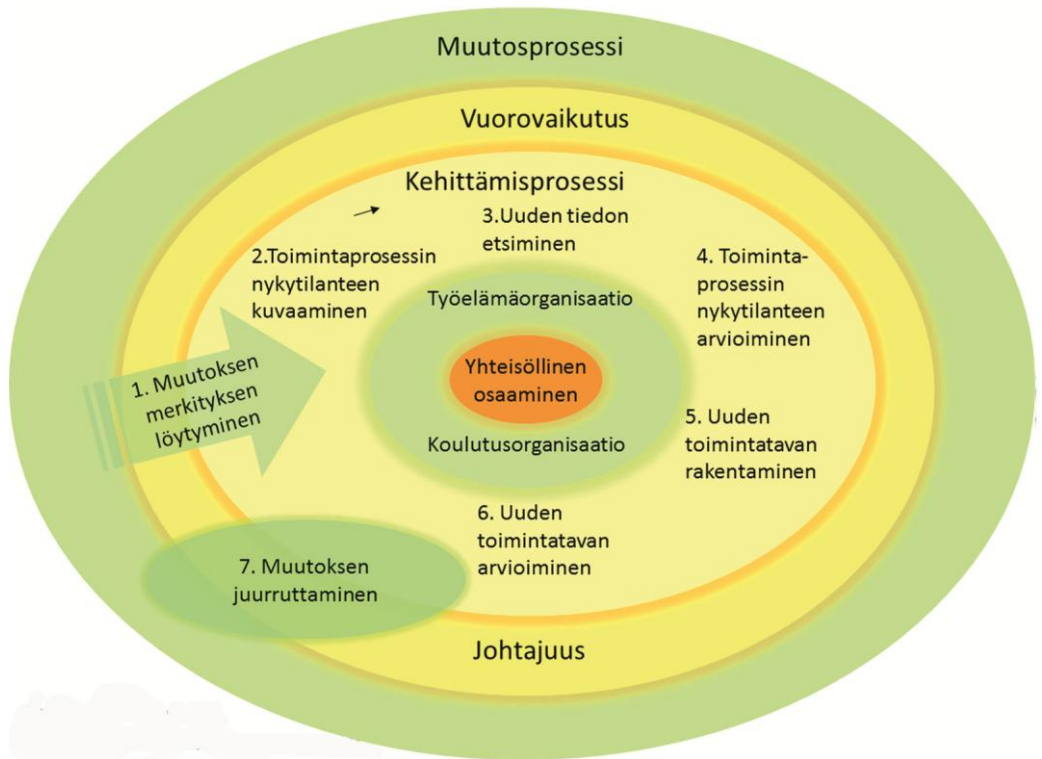 Muutosprosessi
Vuorovaikutus
Kehittämisprosessi
1. Muutoksen
merkityksen
löytyminen
2.Toimintaprosessin
nykytilanteen
kuvaaminen
3.Uuden tiedon
etsiminen
4. Toiminta-
prosessin
nykytilanteen
arvioiminen
Työelämäorganisaatio
Yhteisöllinen
osaaminen
Koulutusorganisaatio
5. Uuden
toimintatavan
rakentaminen
6. Uuden
toimintatavan
arvioiminen
7. Muutoksen
juurruttaminen
Johtajuus